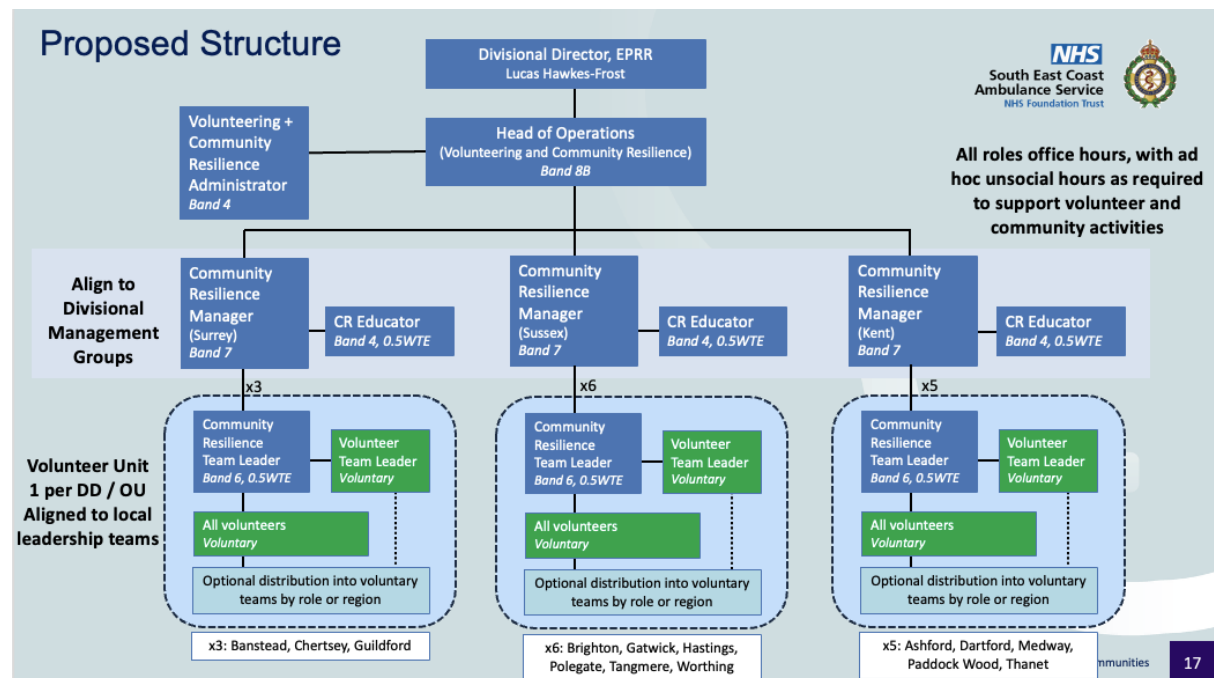 Proposed Structure
Divisional Director, EPRR
Lucas Hawkes-Frost
NHS
South East Coast
Ambulance Service
NHS Foundation Trust
Volunteering +
Community
Resilience
Administrator
Band 4
Head of Operations
(Volunteering and Community Resilience)
Band 8B
All roles office hours, with ad
hoc unsocial hours as required
to support volunteer and
community activities
Align to
Divisional
Management
Groups
Community
Resilience
Manager
(Surrey)
Band 7
CR Educator
Band 4, 0.5WTE
Community
Resilience
Manager
(Sussex)
Band 7
CR Educator
Band 4, 0.5WTE
Community
Resilience
Manager
(Kent)
Band 7
CR Educator
Band 4, 0.5WTE
x3
x6
x5
Volunteer Unit
1 per DD / OU
Aligned to local
leadership teams
Community
Resilience
Team Leader
Band 6, 0.5WTE
Volunteer
Team Leader
Voluntary
All volunteers
Voluntary
Optional distribution into voluntary
teams by role or region
Community
Resilience
Team Leader
Band 6, 0.5WTE
Volunteer
Team Leader
Voluntary
All volunteers
Voluntary
Optional distribution into voluntary
teams by role or region
Community
Resilience
Team Leader
Band 6, 0.5WTE
Volunteer
Team Leader
Voluntary
All volunteers
Voluntary
Optional distribution into voluntary
teams by role or region
x3: Banstead, Chertsey, Guildford
x6: Brighton, Gatwick, Hastings,
Polegate, Tangmere, Worthing
x5: Ashford, Dartford, Medway,
Paddock Wood, Thanet
mmunities
17